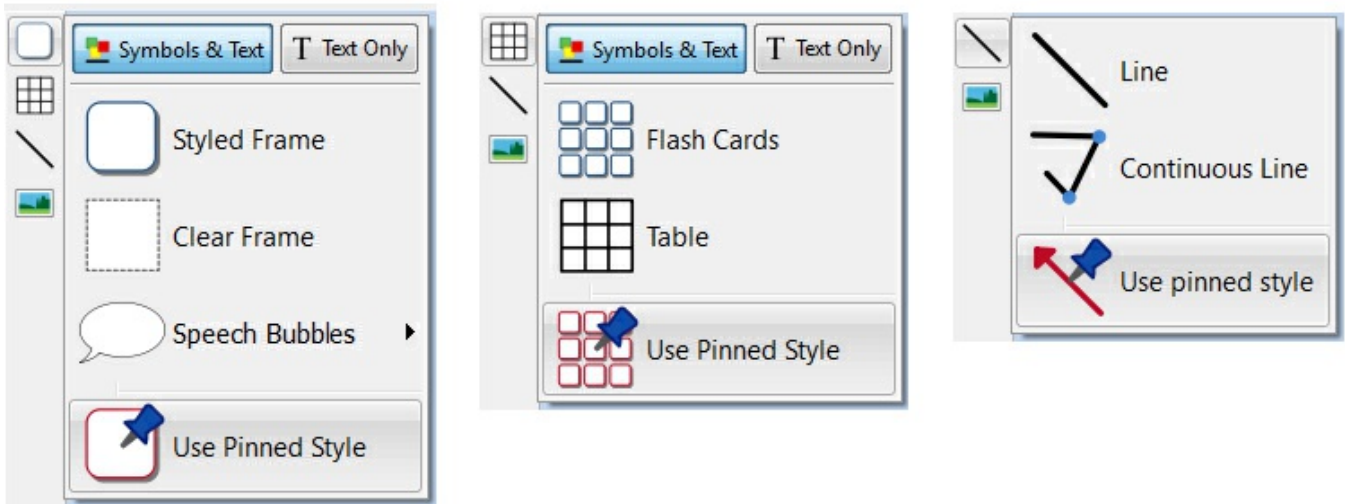 Symbols & Text
T Text Only
Styled Frame
Clear Frame
Speech Bubbles
Use Pinned Style
Symbols & Text
T Text Only
Flash Cards
Table
Use Pinned Style
Line
Continuous Line
Use pinned style